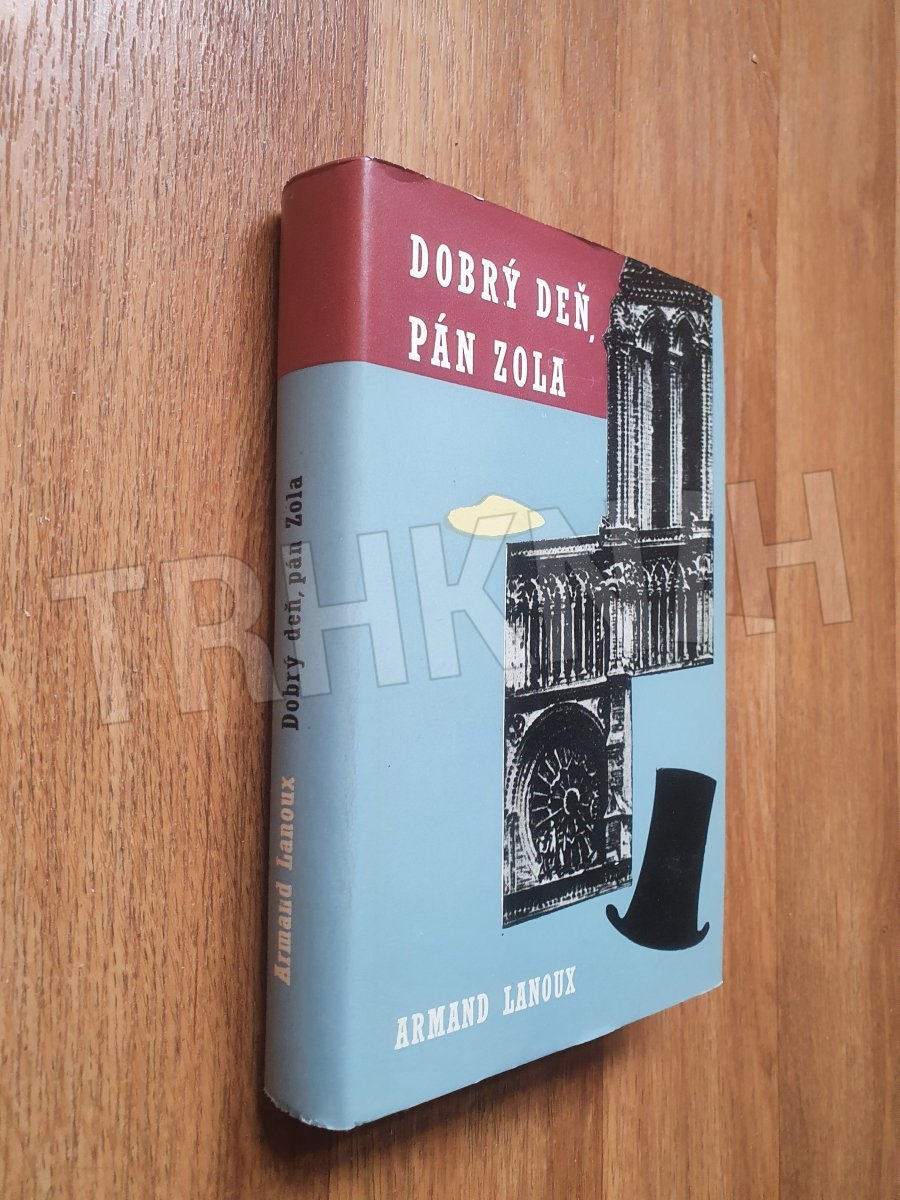 DOBRÝ DEŇ,
PÁN ZOLA
ARMAND LANOUX
Armand Lanoux Dobrý deň, pán Zola
TRHKNIH